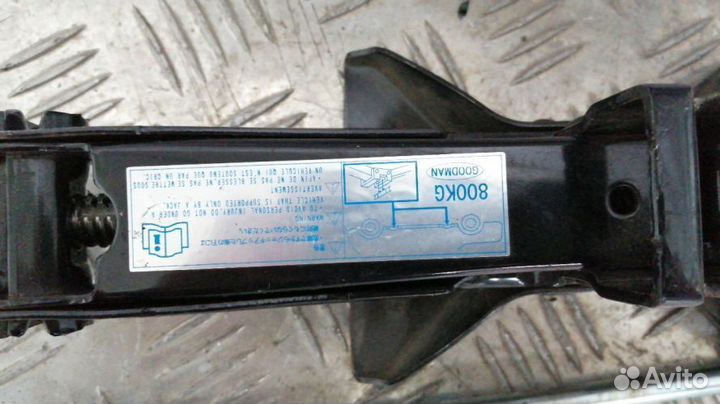 GOODMAN
800KG
警告
WARNING
• TO AVOID PERSONAL INJURY, DO NOT GO UNDER A
VEHICLE THAT IS SUPPORTED ONLY BY A JACK.
AVERTISSEMENT
• AFIN DE NE PAS SE BLESSER, NE PAS SE METTRE SOUS
UN VEHICULE QUI N'EST SOUTENU QUE PAR UN CRIC.
Avito